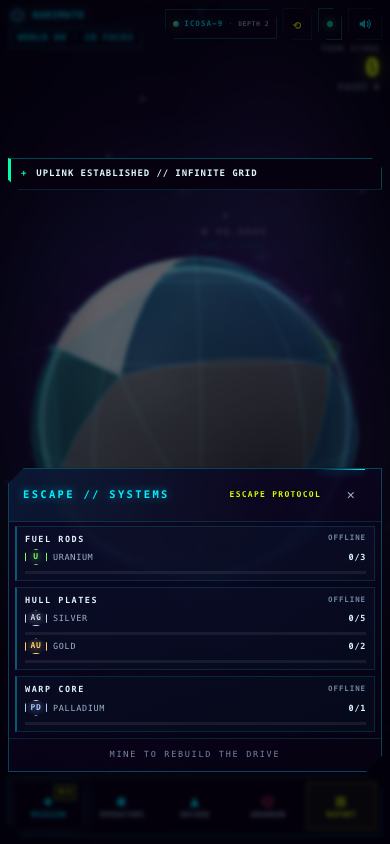 ICOSA-9 · DEPTH 2
0
+ UPLINK ESTABLISHED // INFINITE GRID
ESCAPE // SYSTEMS
ESCAPE PROTOCOL
×
FUEL RODS
OFFLINE
U URANIUM
0/3
HULL PLATES
OFFLINE
AG SILVER
0/5
AU GOLD
0/2
WARP CORE
OFFLINE
PD PALLADIUM
0/1
MINE TO REBUILD THE DRIVE